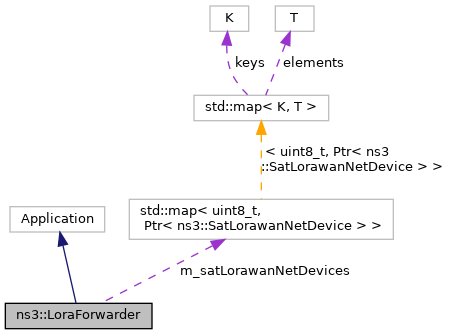 K
T
keys
elements
std::map< K, T >
< uint8_t, Ptr< ns3
::SatLorawanNetDevice > >
std::map< uint8_t,
Ptr< ns3::SatLorawanNetDevice > >
Application
m_satLorawanNetDevices
ns3::LoraForwarder